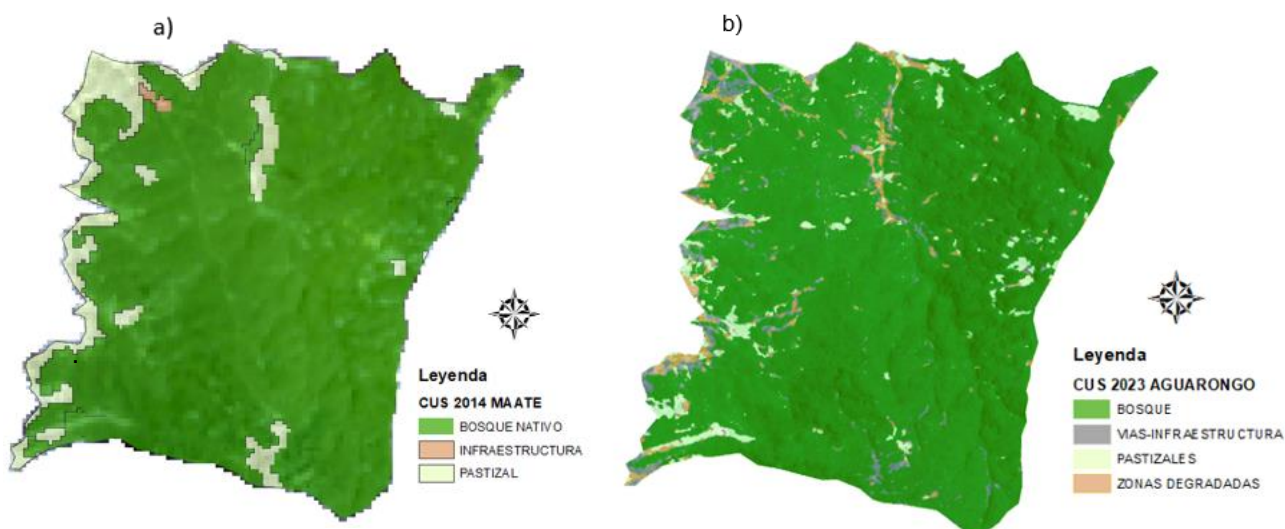 a)
b)
Leyenda
CUS 2014 MAATE
BOSQUE NATIVO
INFRAESTRUCTURA
PASTIZAL
Leyenda
CUS 2023 AGUARONGO
BOSQUE
VIAS-INFRAESTRUCTURA
PASTIZALES
ZONAS DEGRADADAS